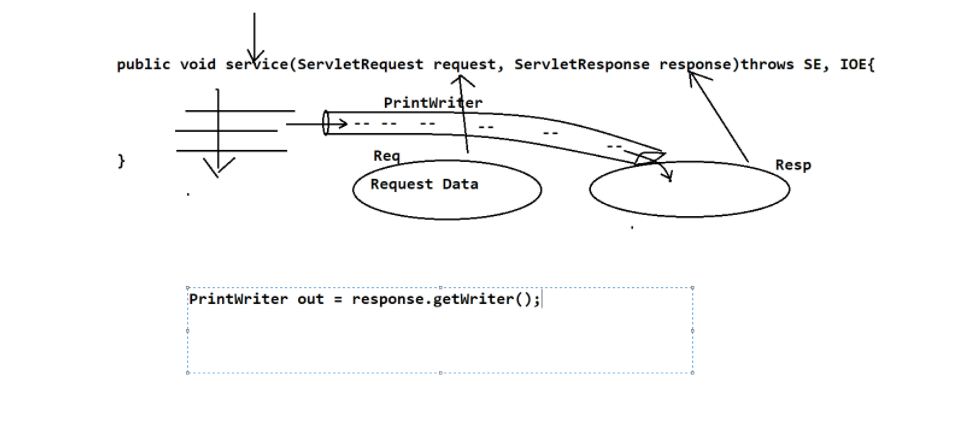 public void service(ServletRequest request, ServletResponse response)throws SE, IOE{
PrintWriter
Req
Request Data
Resp
}
PrintWriter out = response.getWriter();